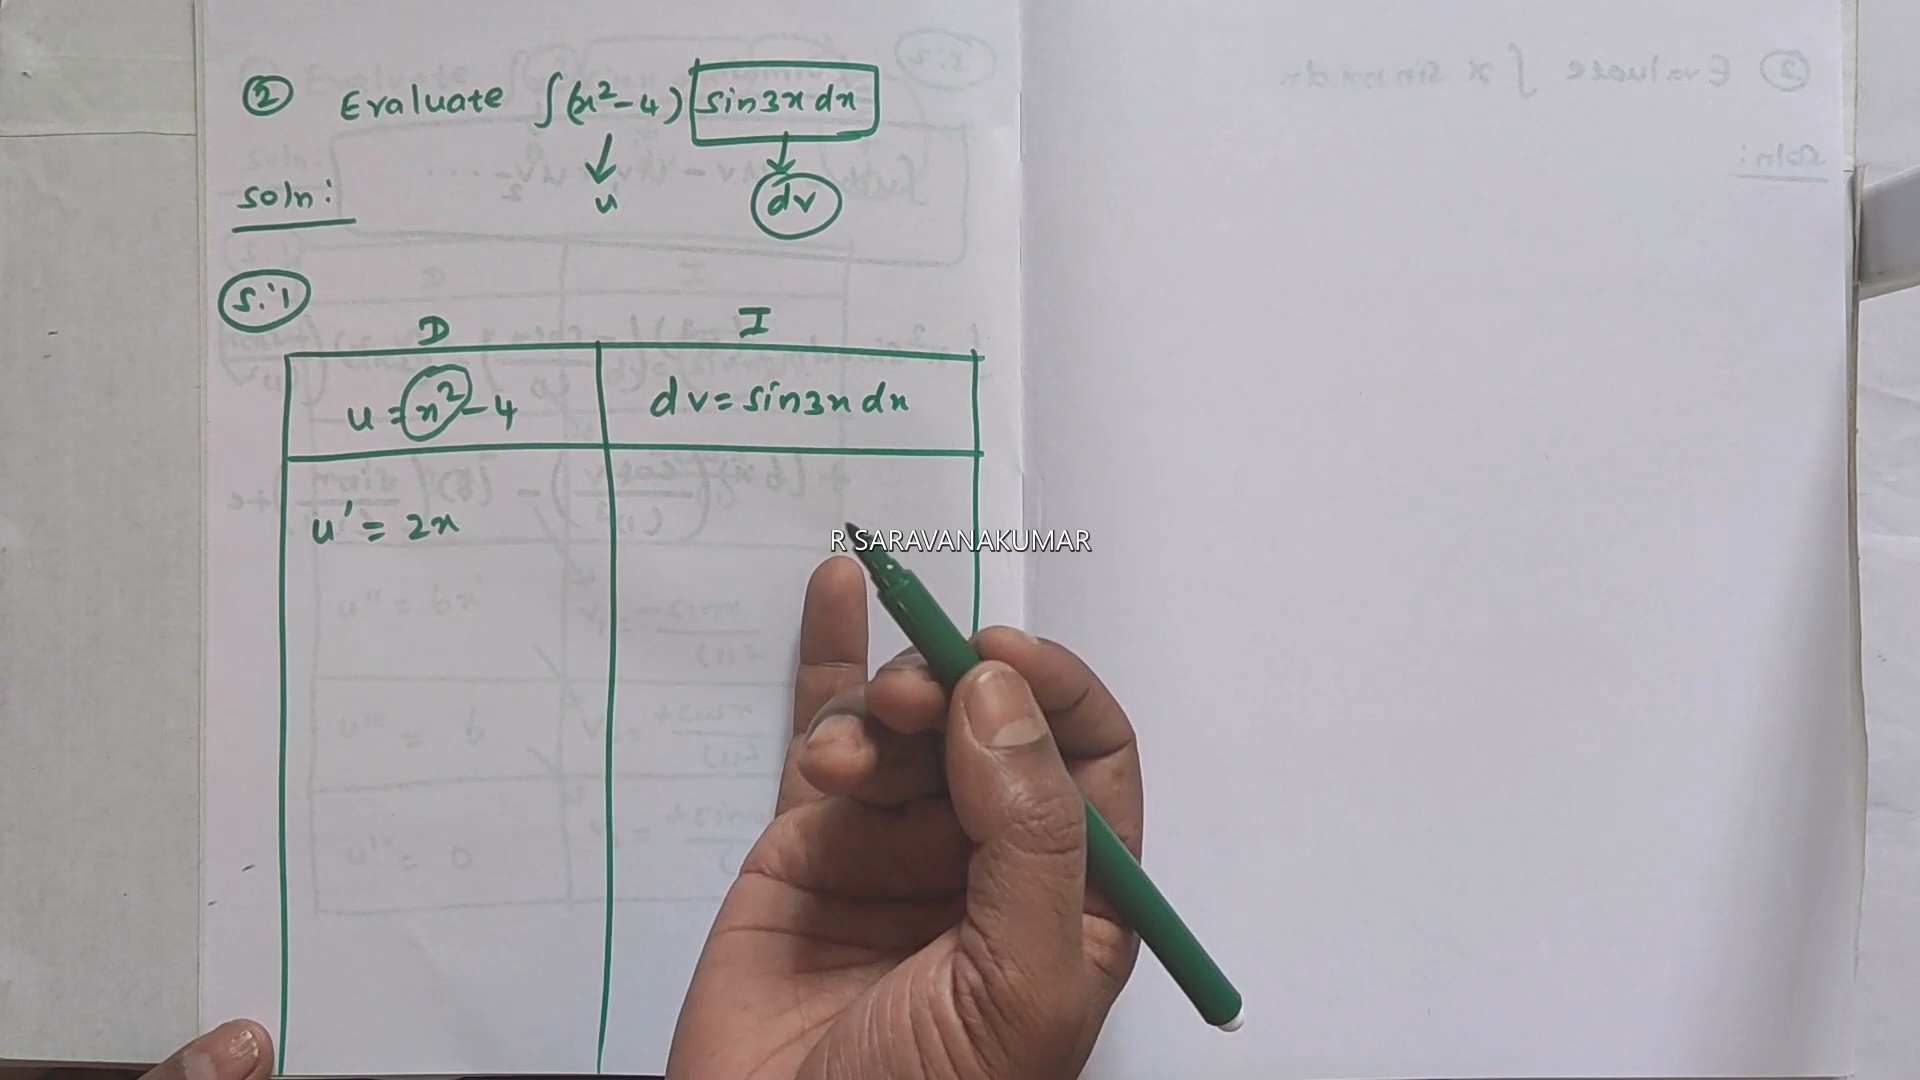 ② Evaluate ∫(x²-4) sin3x dx
u dv
soln:
S:1
D I
u = x²-4 dv = sin3x dx
u' = 2x
R SARAVANAKUMAR